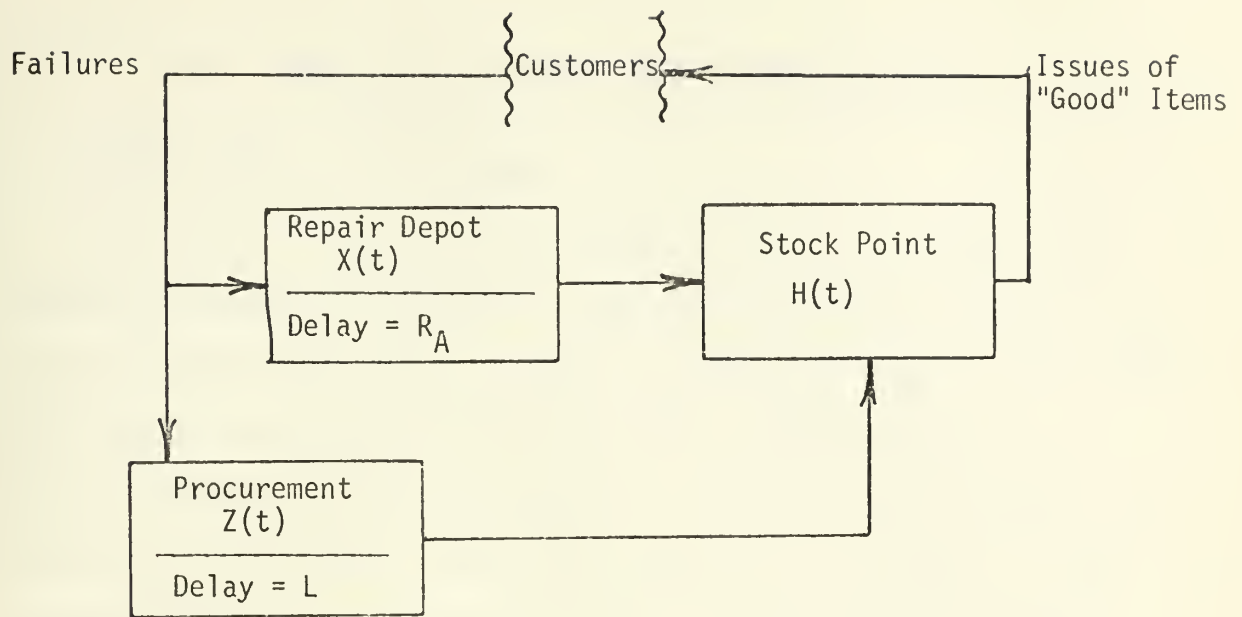 Failures
Customers
Issues of
"Good" Items
Repair Depot
X(t)
Delay = R_A
Stock Point
H(t)
Procurement
Z(t)
Delay = L